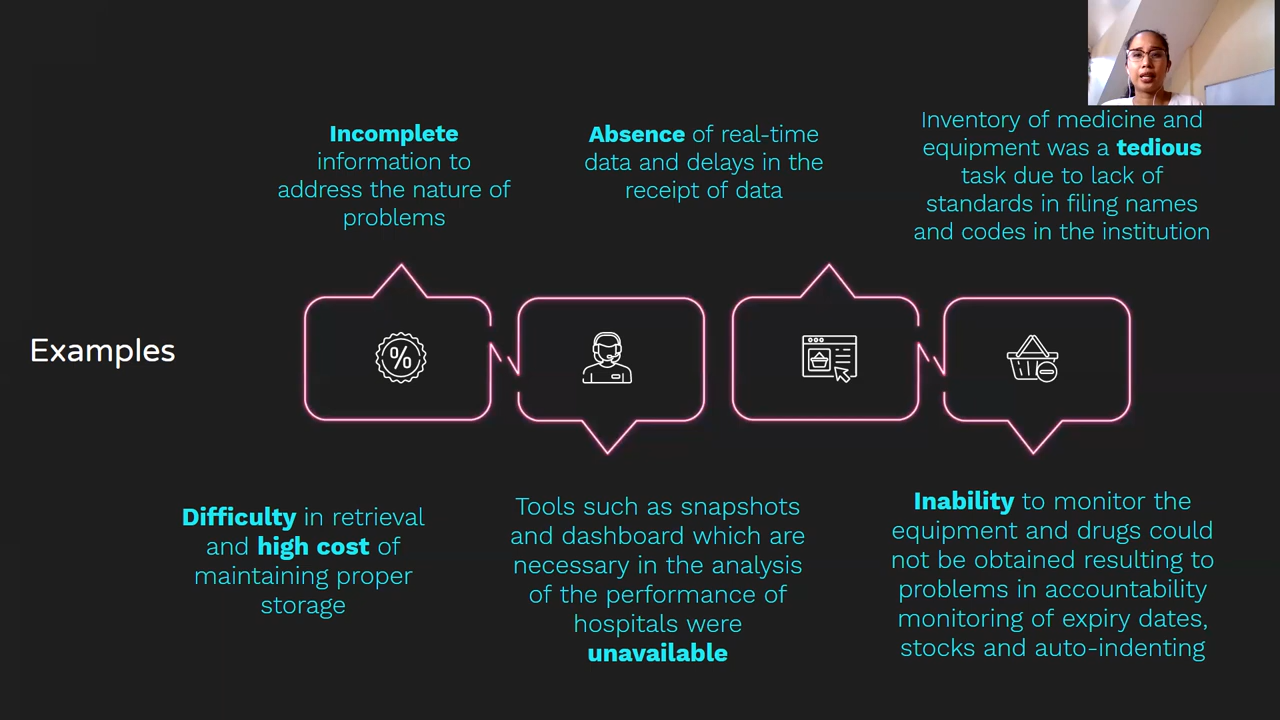 Incomplete
information to
address the nature of
problems
Absence of real-time
data and delays in the
receipt of data
Inventory of medicine and
equipment was a tedious
task due to lack of
standards in filing names
and codes in the institution
Examples
%
Difficulty in retrieval
and high cost of
maintaining proper
storage
Tools such as snapshots
and dashboard which are
necessary in the analysis
of the performance of
hospitals were
unavailable
Inability to monitor the
equipment and drugs could
not be obtained resulting to
problems in accountability
monitoring of expiry dates,
stocks and auto-indenting